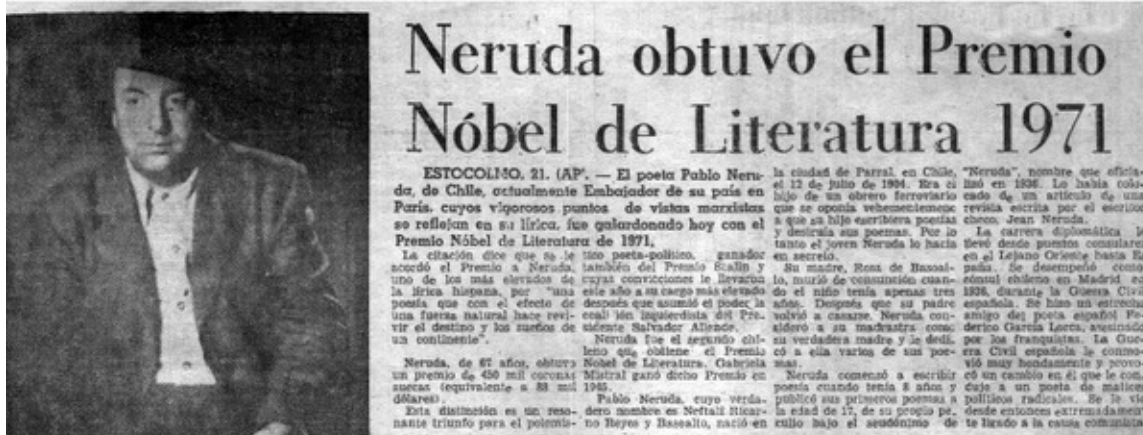 Neruda obtuvo el Premio
Nóbel de Literatura 1971
ESTOCOLMO, 21. (AP'. — El poeta Pablo Neru-
da, de Chile, actualmente Embajador de su país en
París, cuyos vigorosos puntos de vistas marxistas
se reflejan en su lírica, fue galardonado hoy con el
Premio Nóbel de Literatura de 1971.
La citación dice que se le
acordó el Premio a Neruda,
uno de los más elevados de
la lírica hispana, por "una
poesía que con el efecto de
una fuerza natural hace revi-
vir el destino y los sueños de
un continente".
Neruda, de 67 años, obtuvo
un premio de 450 mil coronas
suecas (equivalente a 88 mil
dólares).
Esta distinción es un reso-
nante triunfo para el polémis-
tico poeta-político, ganador
también del Premio Stalin y
cuyas convicciones le llevaron
este año a su cargo más elevado
después que asumió el poder la
coalición izquierdista del Pre-
sidente Salvador Allende.
Neruda fue el segundo chi-
leno que obtiene el Premio
Nóbel de Literatura. Gabriela
Mistral ganó dicho Premio en
1945.
Pablo Neruda, cuyo verda-
dero nombre es Neftalí Ricar-
no Reyes y Basoalto, nació en
la ciudad de Parral, en Chile,
el 12 de julio de 1904. Era el
hijo de un obrero ferroviario
que se oponía vehementemente
a que su hijo escribiera poesías
y destruía sus poemas. Por lo
tanto el joven Neruda lo hacía
en secreto.
Su madre, Rosa de Basoal-
to, murió de consunción cuan-
do el niño tenía apenas tres
años. Después que su padre
volvió a casarse, Neruda con-
sideró a su madrastra como
su verdadera madre y le dedi-
có a ella varios de sus poe-
mas.
Neruda comenzó a escribir
poesía cuando tenía 8 años y
publicó sus primeros poemas a
la edad de 17, de su propio pe-
culio bajo el seudónimo de
"Neruda", nombre que oficia-
lizó en 1936. Lo había colo-
cado de un artículo de una
revista escrita por el escritor
checo, Jean Neruda.
La carrera diplomática lo
llevó desde puestos consulares
en el Lejano Oriente hasta Es-
paña. Se desempeñó como
cónsul chileno en Madrid en
1936, durante la Guerra Civil
española. Se hizo un estrecho
amigo del poeta español Fe-
derico García Lorca, asesinado
por los franquistas. La Gue-
rra Civil española le conmo-
vió muy hondamente y provo-
có un cambio en él que le con-
dujo a un poeta de matices
políticos radicales. Se le vio
desde entonces extremadamen-
te ligado a la causa comunista